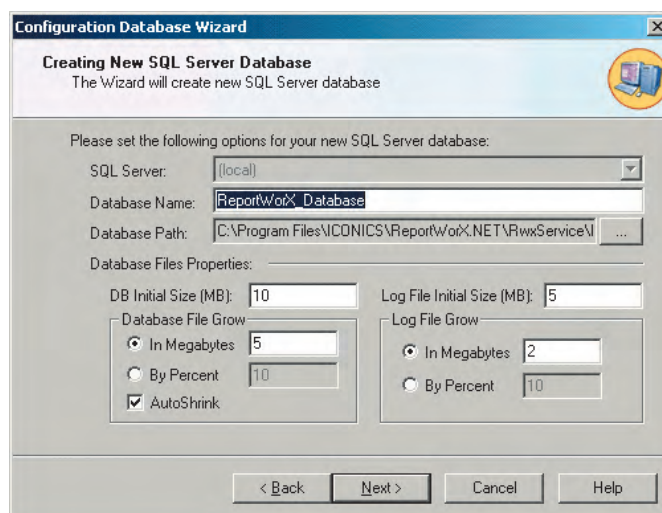 Configuration Database Wizard
Creating New SQL Server Database
The Wizard will create new SQL Server database
Please set the following options for your new SQL Server database:
SQL Server: (local)
Database Name: ReportWorX_Database
Database Path: C:\Program Files\ICONICS\ReportWorX.NET\RwxService\ ...
Database Files Properties:
DB Initial Size (MB): 10 Log File Initial Size (MB): 5
Database File Grow Log File Grow
In Megabytes 5 In Megabytes 2
By Percent 10 By Percent 10
AutoShrink
< Back Next > Cancel Help